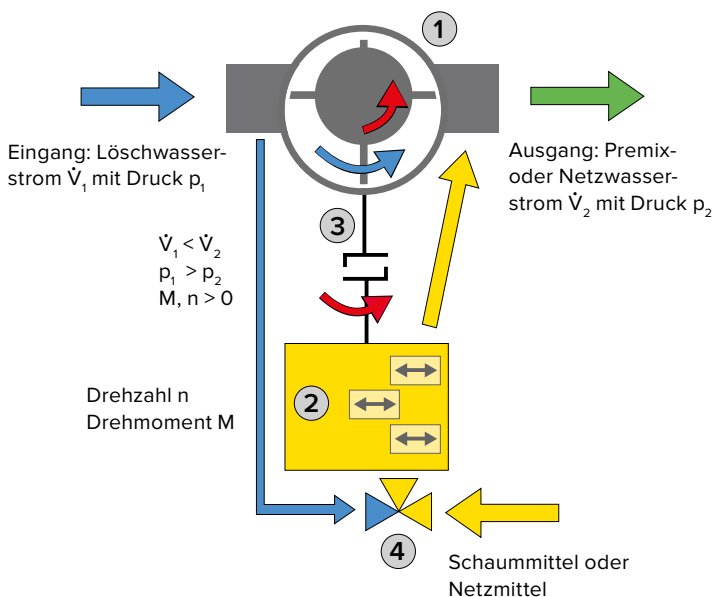 1
Eingang: Löschwasser-
strom V̇₁ mit Druck p₁
Ausgang: Premix-
oder Netzwasser-
strom V̇₂ mit Druck p₂
3
V̇₁ < V̇₂
p₁ > p₂
M, n > 0
2
Drehzahl n
Drehmoment M
4
Schaummittel oder
Netzmittel